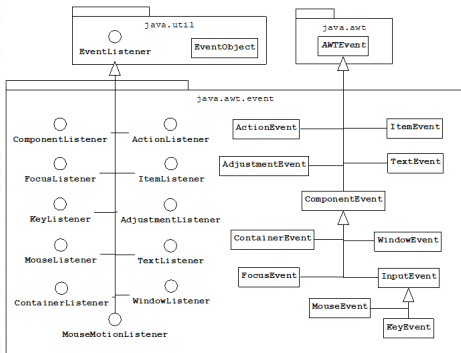 java.util
java.awt
EventListener
EventObject
AWTEvent
java.awt.event
ComponentListener
ActionListener
ActionEvent
ItemEvent
FocusListener
ItemListener
AdjustmentEvent
TextEvent
KeyListener
AdjustmentListener
ComponentEvent
MouseListener
TextListener
ContainerEvent
WindowEvent
ContainerListener
WindowListener
FocusEvent
InputEvent
MouseMotionListener
MouseEvent
KeyEvent